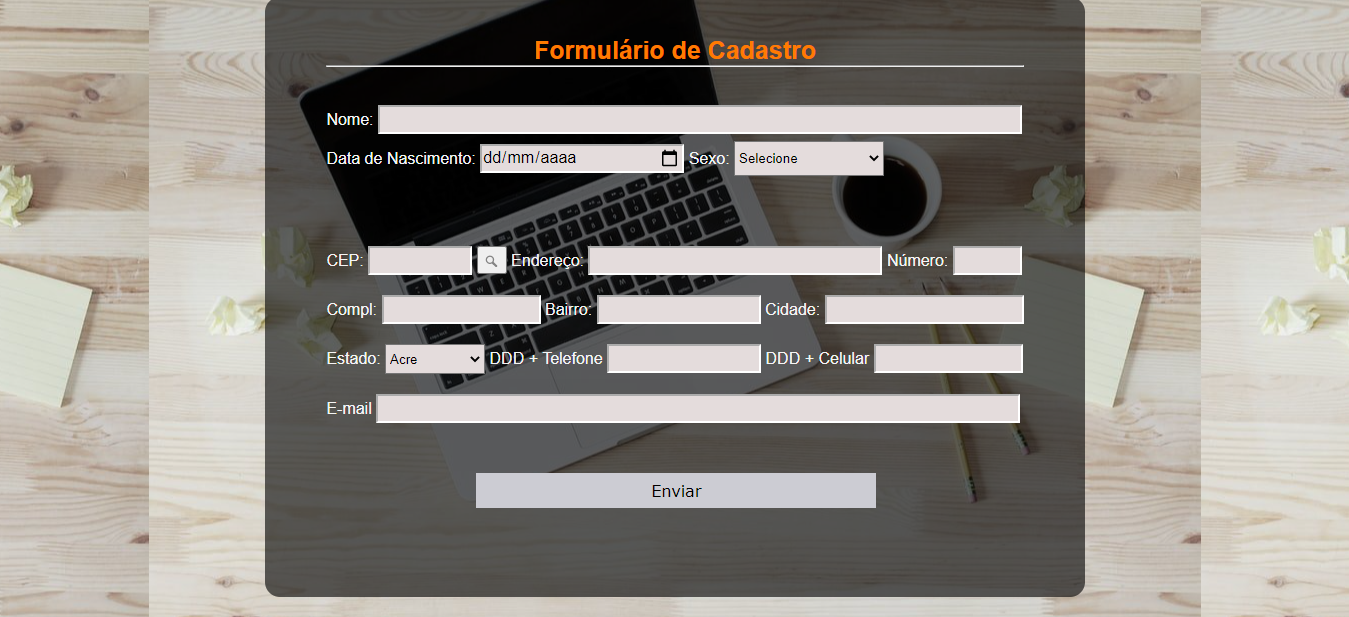 Formulário de Cadastro
Nome:
Data de Nascimento: dd/mm/aaaa Sexo: Selecione
CEP: Endereço: Número:
Compl: Bairro: Cidade:
Estado: Acre DDD + Telefone DDD + Celular
E-mail
Enviar